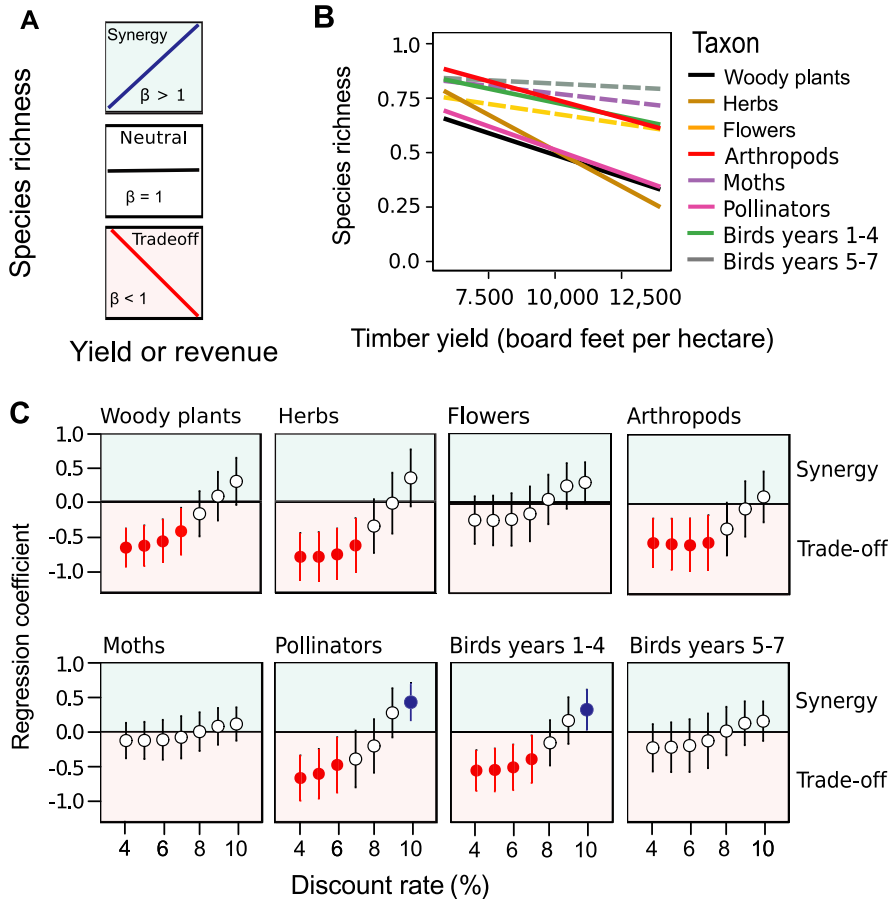 A
Synergy
β > 1
Neutral
β = 1
Tradeoff
β < 1
Species richness
Yield or revenue
B
1.0
0.75
0.5
0.25
0.0
Species richness
7.500 10,000 12,500
Timber yield (board feet per hectare)
Taxon
Woody plants
Herbs
Flowers
Arthropods
Moths
Pollinators
Birds years 1-4
Birds years 5-7
C
Woody plants Herbs Flowers Arthropods
1.0
0.5
0.0
-0.5
-1.0
Synergy
Trade-off
Regression coefficient
Moths Pollinators Birds years 1-4 Birds years 5-7
1.0
0.5
0.0
-0.5
-1.0
Synergy
Trade-off
4 6 8 10 4 6 8 10 4 6 8 10 4 6 8 10
Discount rate (%)